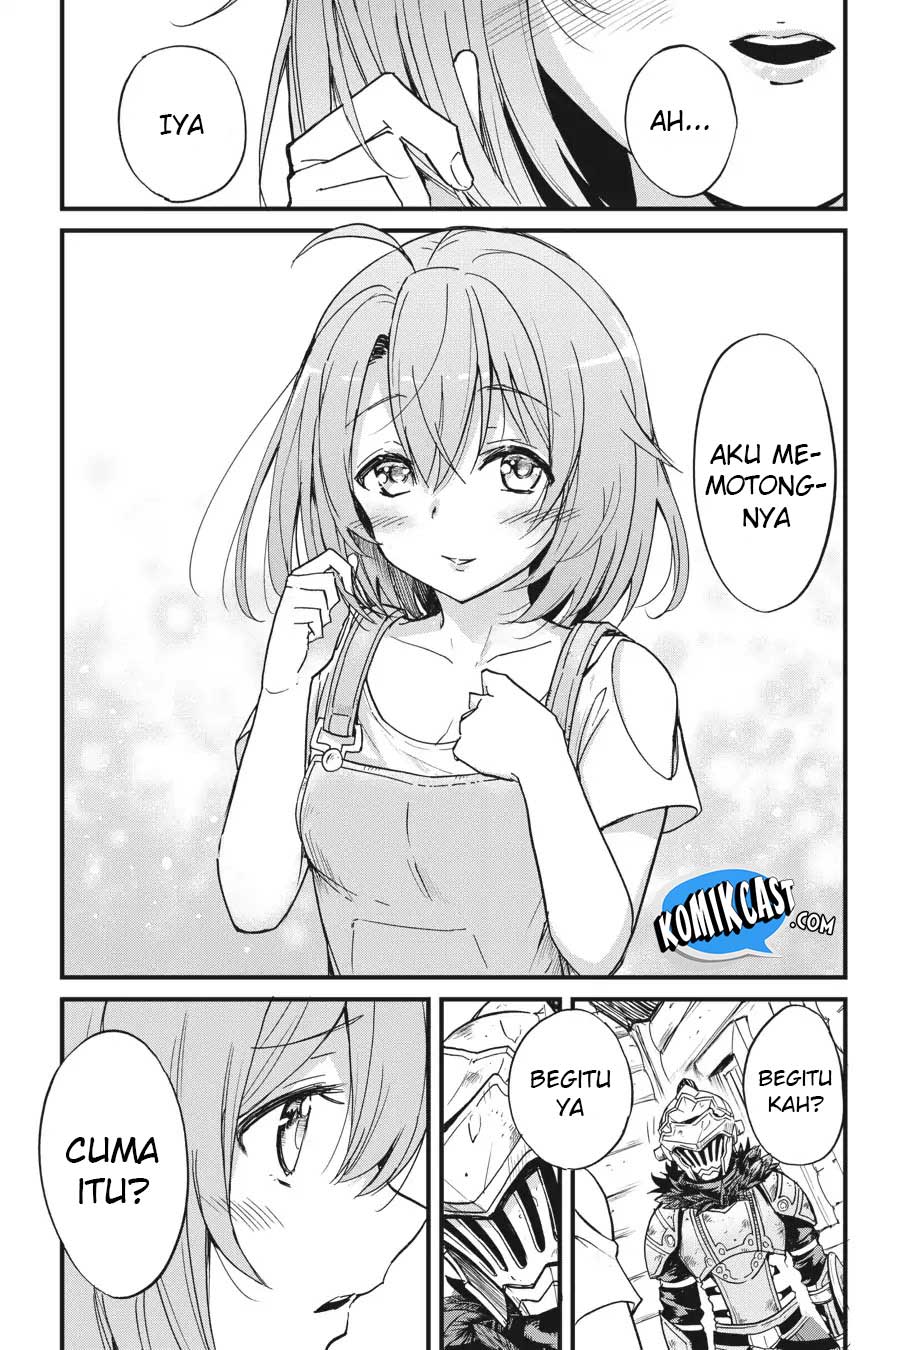 AH...
IYA
AKU ME-
MOTONG-
NYA
KOMIKCAST
.COM
BEGITU
KAH?
BEGITU
YA
CUMA
ITU?